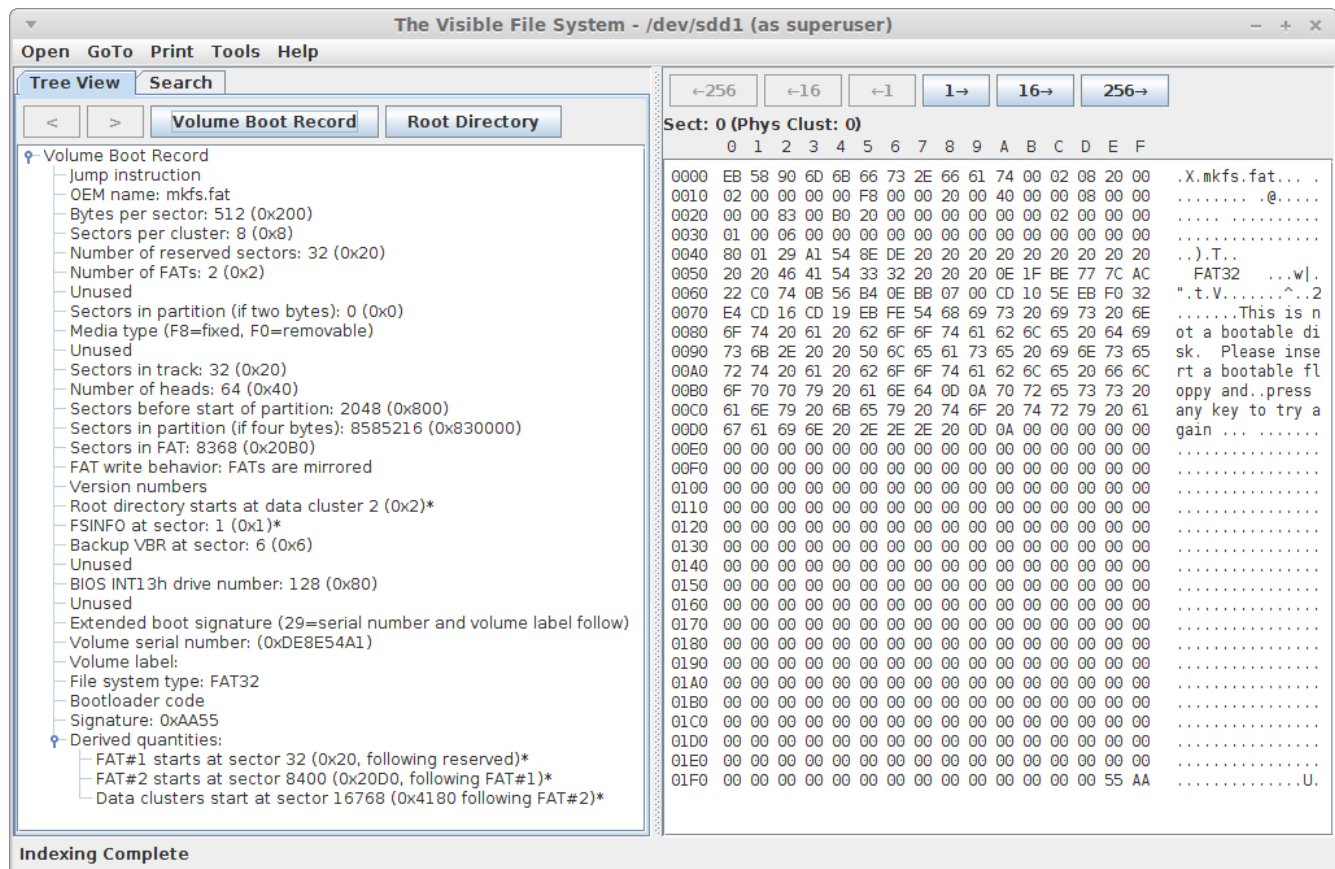 The Visible File System - /dev/sdd1 (as superuser)
Open GoTo Print Tools Help
Tree View Search
< > Volume Boot Record Root Directory
Volume Boot Record
Jump instruction
OEM name: mkfs.fat
Bytes per sector: 512 (0x200)
Sectors per cluster: 8 (0x8)
Number of reserved sectors: 32 (0x20)
Number of FATs: 2 (0x2)
Unused
Sectors in partition (if two bytes): 0 (0x0)
Media type (F8=fixed, F0=removable)
Unused
Sectors in track: 32 (0x20)
Number of heads: 64 (0x40)
Sectors before start of partition: 2048 (0x800)
Sectors in partition (if four bytes): 8585216 (0x830000)
Sectors in FAT: 8368 (0x20B0)
FAT write behavior: FATs are mirrored
Version numbers
Root directory starts at data cluster 2 (0x2)*
FSINFO at sector: 1 (0x1)*
Backup VBR at sector: 6 (0x6)
Unused
BIOS INT13h drive number: 128 (0x80)
Unused
Extended boot signature (29=serial number and volume label follow)
Volume serial number: (0xDE8E54A1)
Volume label:
File system type: FAT32
Bootloader code
Signature: 0xAA55
Derived quantities:
FAT#1 starts at sector 32 (0x20, following reserved)*
FAT#2 starts at sector 8400 (0x20D0, following FAT#1)*
Data clusters start at sector 16768 (0x4180 following FAT#2)*
←256 ←16 ←1 1→ 16→ 256→
Sect: 0 (Phys Clust: 0)
0 1 2 3 4 5 6 7 8 9 A B C D E F
0000 EB 58 90 6D 6B 66 73 2E 66 61 74 00 02 08 20 00 .X.mkfs.fat... .
0010 02 00 00 00 00 F8 00 00 20 00 40 00 00 08 00 00 ........ .@.....
0020 00 00 83 00 B0 20 00 00 00 00 00 00 02 00 00 00 ..... ..........
0030 01 00 06 00 00 00 00 00 00 00 00 00 00 00 00 00 ................
0040 80 01 29 A1 54 8E DE 20 20 20 20 20 20 20 20 20 ..).T..
0050 20 20 46 41 54 33 32 20 20 20 0E 1F BE 77 7C AC FAT32 ...w|.
0060 22 C0 74 0B 56 B4 0E BB 07 00 CD 10 5E EB F0 32 ".t.V.......^..2
0070 E4 CD 16 CD 19 EB FE 54 68 69 73 20 69 73 20 6E .......This is n
0080 6F 74 20 61 20 62 6F 6F 74 61 62 6C 65 20 64 69 ot a bootable di
0090 73 6B 2E 20 20 50 6C 65 61 73 65 20 69 6E 73 65 sk.  Please inse
00A0 72 74 20 61 20 62 6F 6F 74 61 62 6C 65 20 66 6C rt a bootable fl
00B0 6F 70 70 79 20 61 6E 64 0D 0A 70 72 65 73 73 20 oppy and..press
00C0 61 6E 79 20 6B 65 79 20 74 6F 20 74 72 79 20 61 any key to try a
00D0 67 61 69 6E 20 2E 2E 2E 20 0D 0A 00 00 00 00 00 gain ... .......
00E0 00 00 00 00 00 00 00 00 00 00 00 00 00 00 00 00 ................
00F0 00 00 00 00 00 00 00 00 00 00 00 00 00 00 00 00 ................
0100 00 00 00 00 00 00 00 00 00 00 00 00 00 00 00 00 ................
0110 00 00 00 00 00 00 00 00 00 00 00 00 00 00 00 00 ................
0120 00 00 00 00 00 00 00 00 00 00 00 00 00 00 00 00 ................
0130 00 00 00 00 00 00 00 00 00 00 00 00 00 00 00 00 ................
0140 00 00 00 00 00 00 00 00 00 00 00 00 00 00 00 00 ................
0150 00 00 00 00 00 00 00 00 00 00 00 00 00 00 00 00 ................
0160 00 00 00 00 00 00 00 00 00 00 00 00 00 00 00 00 ................
0170 00 00 00 00 00 00 00 00 00 00 00 00 00 00 00 00 ................
0180 00 00 00 00 00 00 00 00 00 00 00 00 00 00 00 00 ................
0190 00 00 00 00 00 00 00 00 00 00 00 00 00 00 00 00 ................
01A0 00 00 00 00 00 00 00 00 00 00 00 00 00 00 00 00 ................
01B0 00 00 00 00 00 00 00 00 00 00 00 00 00 00 00 00 ................
01C0 00 00 00 00 00 00 00 00 00 00 00 00 00 00 00 00 ................
01D0 00 00 00 00 00 00 00 00 00 00 00 00 00 00 00 00 ................
01E0 00 00 00 00 00 00 00 00 00 00 00 00 00 00 00 00 ................
01F0 00 00 00 00 00 00 00 00 00 00 00 00 00 00 55 AA ..............U.
Indexing Complete